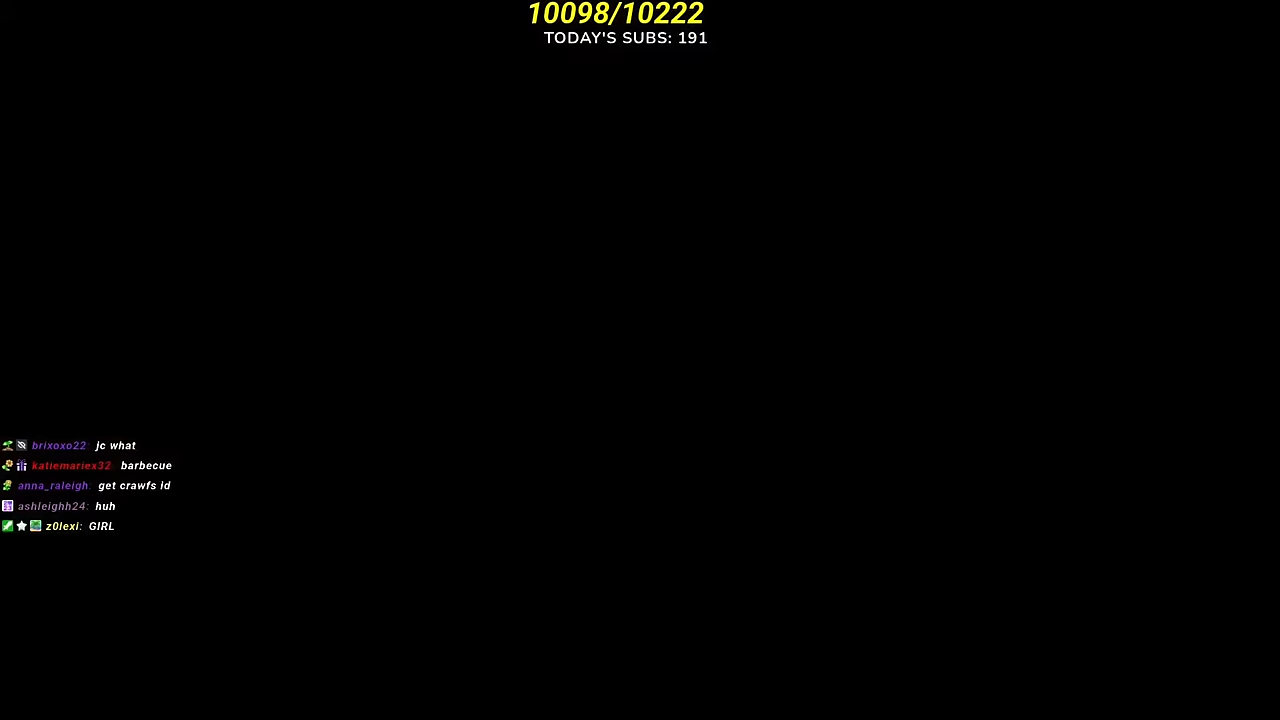 10098/10222
TODAY'S SUBS: 191
brixoxo22: jc what
katiemariex32: barbecue
anna_raleigh: get crawfs id
ashleighh24: huh
z0lexi: GIRL